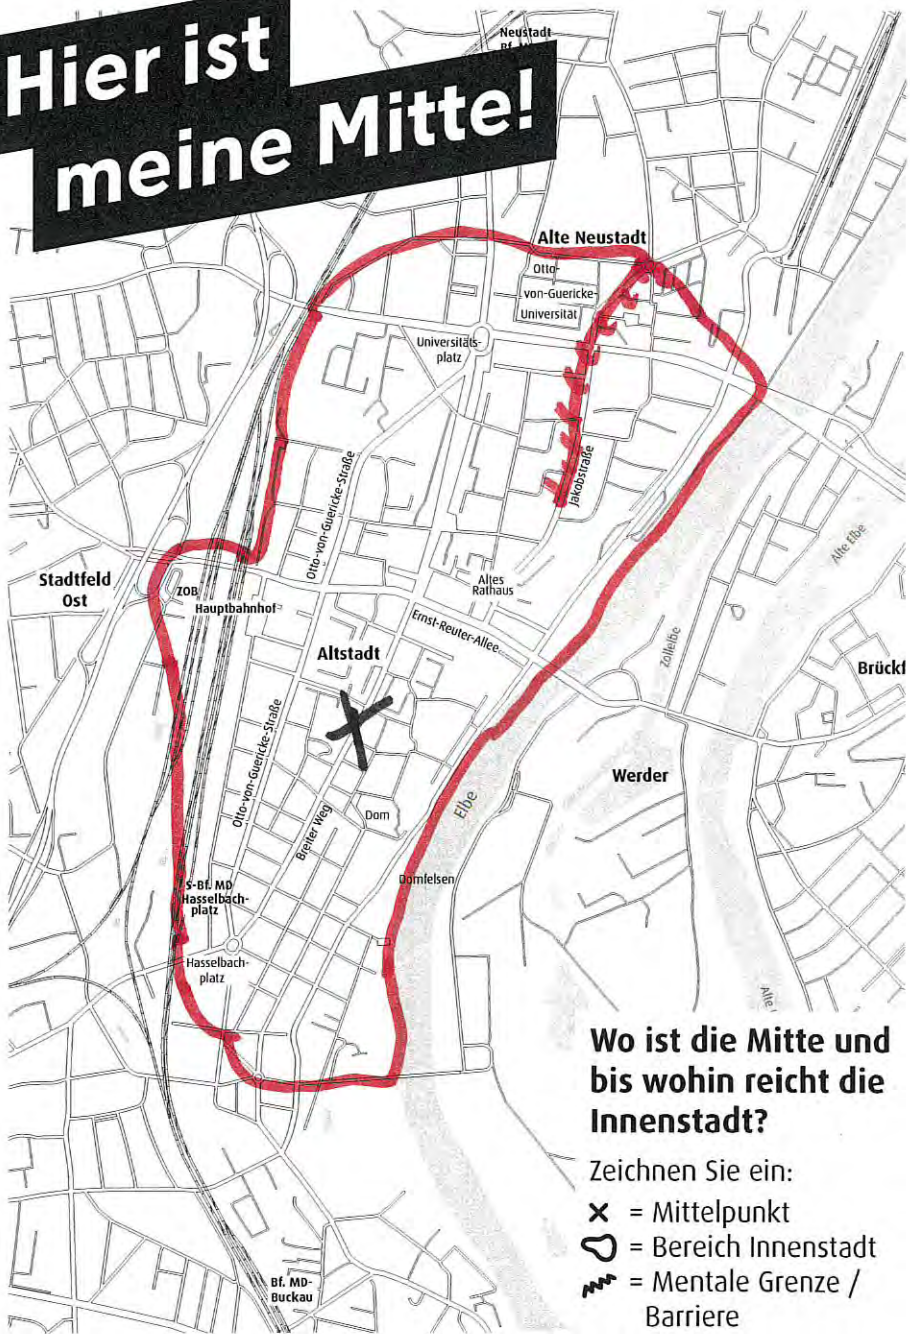 Hier ist
meine Mitte!
Neustadt
Alte Neustadt
Otto-
von-Guericke-
Universität
Universitäts-
platz
Otto-von-Guericke-Straße
Jakobstraße
Alte Elbe
Stadtfeld
Ost
ZOB
Hauptbahnhof
Altes
Rathaus
Ernst-Reuter-Allee
Zollelbe
Altstadt
Brückf
Otto-von-Guericke-Straße
Werder
Elbe
Dom
Breiter Weg
Domfelsen
S-Bf. MD
Hasselbach-
platz
Hasselbach-
platz
Alte
Wo ist die Mitte und
bis wohin reicht die
Innenstadt?
Zeichnen Sie ein:
= Mittelpunkt
= Bereich Innenstadt
= Mentale Grenze /
Barriere
Bf. MD-
Buckau